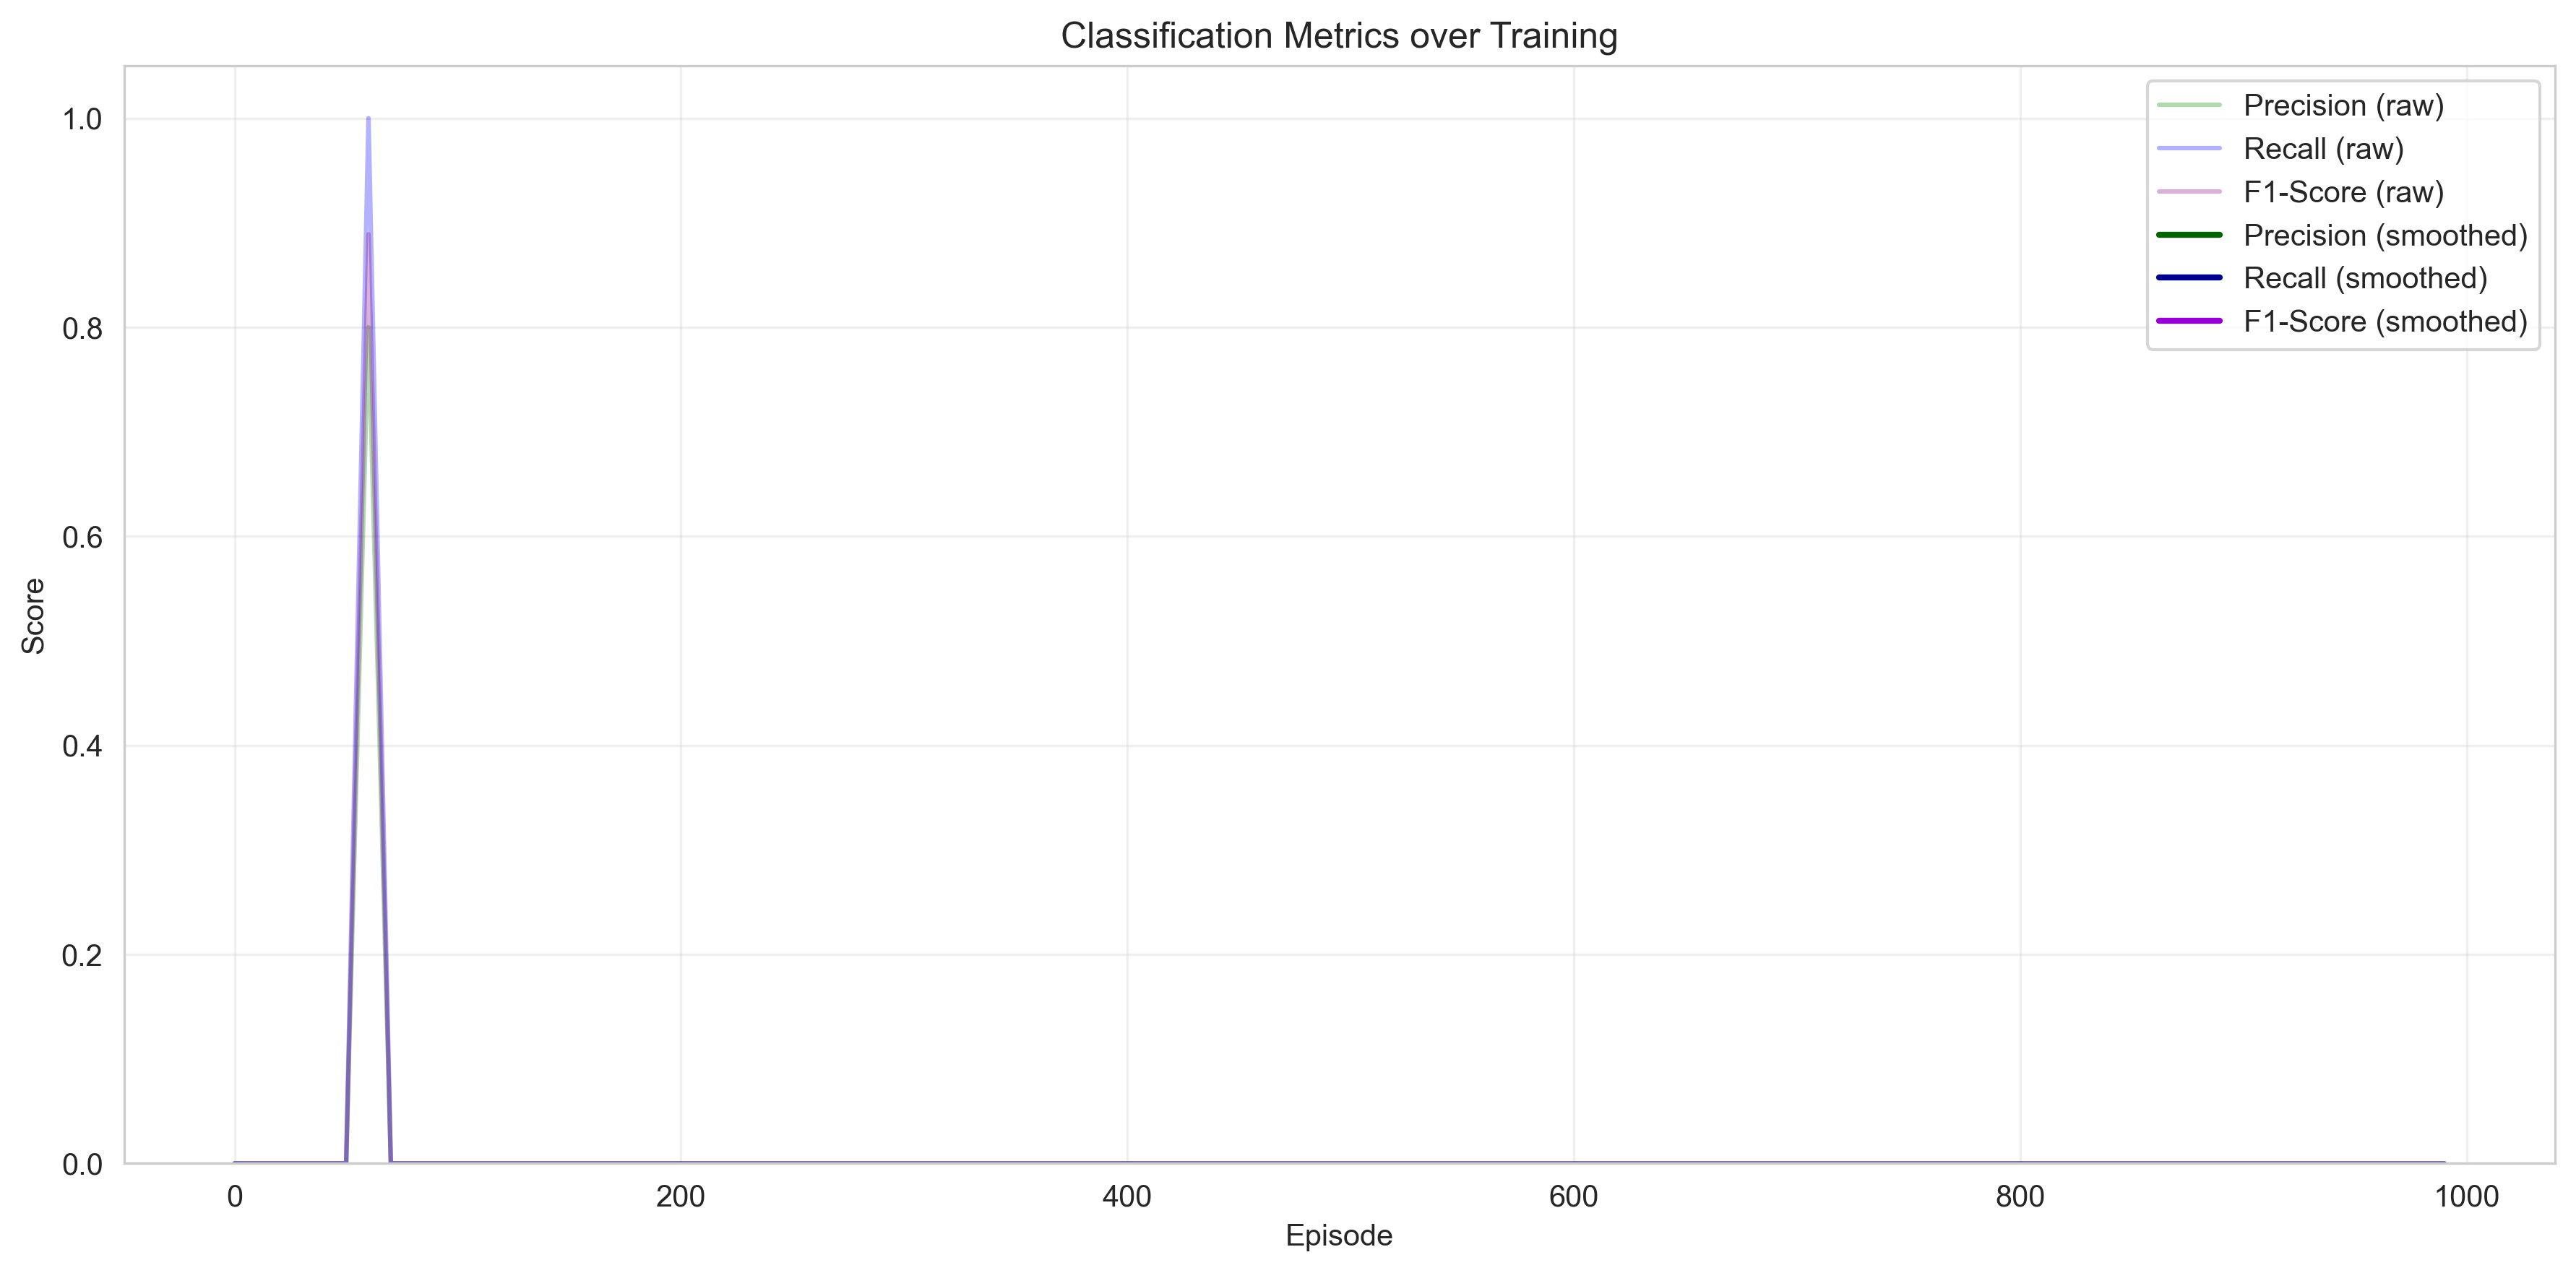 Classification Metrics over Training
1.0
0.8
0.6
0.4
0.2
0.0
Score
0 200 400 600 800 1000
Episode
Precision (raw)
Recall (raw)
F1-Score (raw)
Precision (smoothed)
Recall (smoothed)
F1-Score (smoothed)